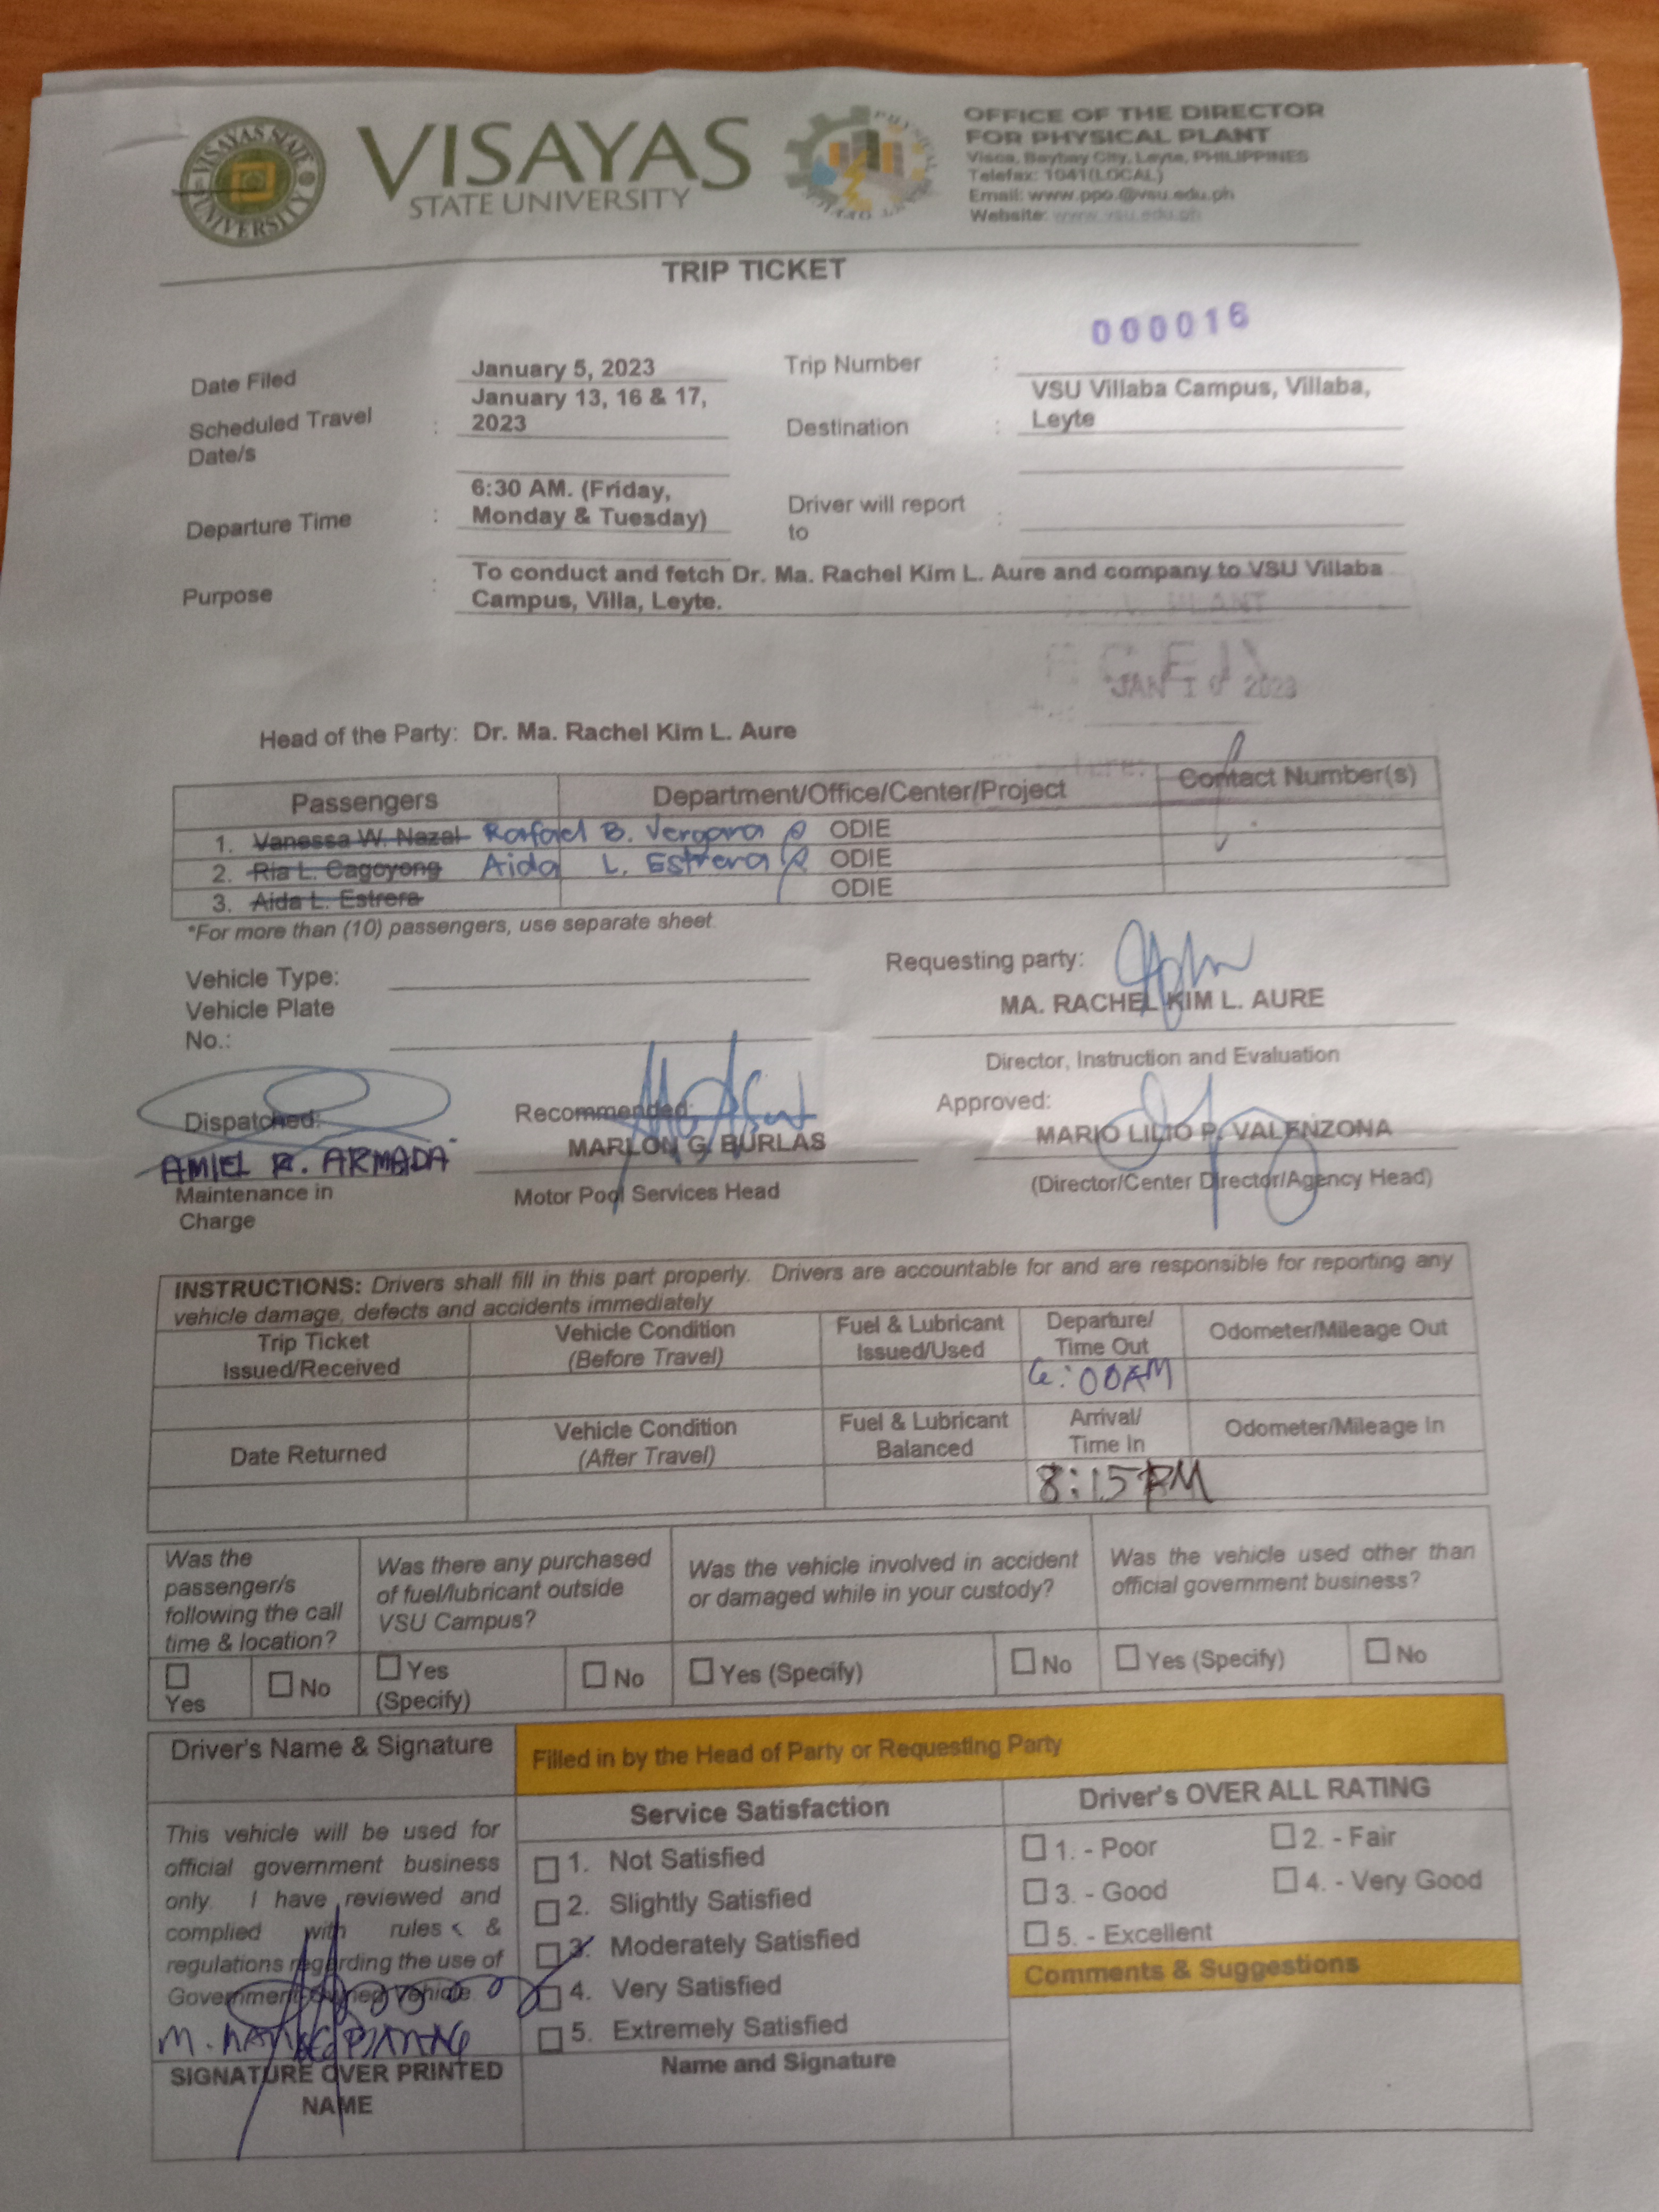 VISAYAS STATE UNIVERSITY
VISAYAS
STATE UNIVERSITY
OFFICE OF THE DIRECTOR
FOR PHYSICAL PLANT
Visca, Baybay City, Leyte, PHILIPPINES
Telefax: 1041(LOCAL)
Email: www.ppo.@vsu.edu.ph
Website: www.vsu.edu.ph
TRIP TICKET
000016
Date Filed January 5, 2023 Trip Number :
Scheduled Travel Date/s : January 13, 16 & 17, 2023
Destination : VSU Villaba Campus, Villaba, Leyte
Departure Time : 6:30 AM. (Friday, Monday & Tuesday)
Driver will report to :
Purpose : To conduct and fetch Dr. Ma. Rachel Kim L. Aure and company to VSU Villaba
Campus, Villa, Leyte.
PLANT
JAN 10 2023
Head of the Party: Dr. Ma. Rachel Kim L. Aure
Passengers Department/Office/Center/Project Contact Number(s)
1. Vanessa W. Nazal Rafael B. Vergara ODIE
2. Ria L. Cagoyong Aida L. Estrera ODIE
3. Aida L. Estrera ODIE
*For more than (10) passengers, use separate sheet.
Vehicle Type:
Vehicle Plate
No.:
Requesting party:
MA. RACHEL KIM L. AURE
Director, Instruction and Evaluation
Dispatched:
AMIEL R. ARMADA
Maintenance in
Charge
Recommended:
MARLON G. BURLAS
Motor Pool Services Head
Approved:
MARIO LILIO P. VALENZONA
(Director/Center Director/Agency Head)
INSTRUCTIONS: Drivers shall fill in this part properly. Drivers are accountable for and are responsible for reporting any
vehicle damage, defects and accidents immediately
Trip Ticket Issued/Received
Vehicle Condition (Before Travel)
Fuel & Lubricant Issued/Used
Departure/ Time Out
Odometer/Mileage Out
6:00AM
Date Returned
Vehicle Condition (After Travel)
Fuel & Lubricant Balanced
Arrival/ Time In
Odometer/Mileage In
8:15PM
Was the
passenger/s
following the call
time & location?
Was there any purchased
of fuel/lubricant outside
VSU Campus?
Was the vehicle involved in accident
or damaged while in your custody?
Was the vehicle used other than
official government business?
Yes
No
Yes (Specify)
No
Yes (Specify)
No
Yes (Specify)
No
Driver's Name & Signature
Filled in by the Head of Party or Requesting Party
This vehicle will be used for
official government business
only. I have reviewed and
complied with rules &
regulations regarding the use of
Government owned vehicle
SIGNATURE OVER PRINTED
NAME
Service Satisfaction
1. Not Satisfied
2. Slightly Satisfied
3. Moderately Satisfied
4. Very Satisfied
5. Extremely Satisfied
Name and Signature
Driver's OVER ALL RATING
1. - Poor
2. - Fair
3. - Good
4. - Very Good
5. - Excellent
Comments & Suggestions